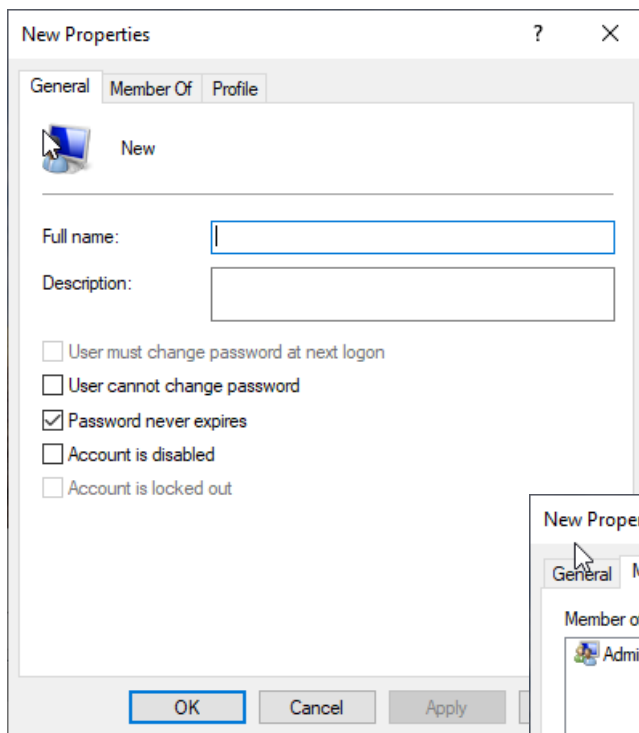 New Properties ?
General Member Of Profile
New
Full name:
Description:
User must change password at next logon
User cannot change password
Password never expires
Account is disabled
Account is locked out
OK Cancel Apply
New Proper
General M
Member o
Admi